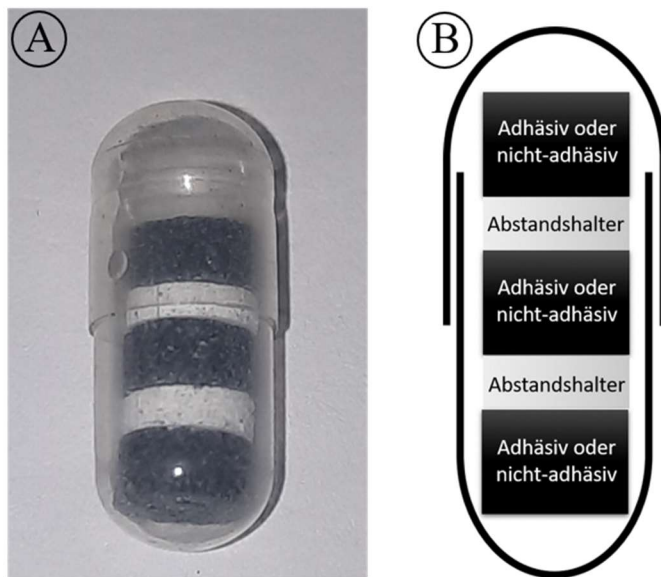 A
B
Adhäsiv oder
nicht-adhäsiv
Abstandshalter
Adhäsiv oder
nicht-adhäsiv
Abstandshalter
Adhäsiv oder
nicht-adhäsiv